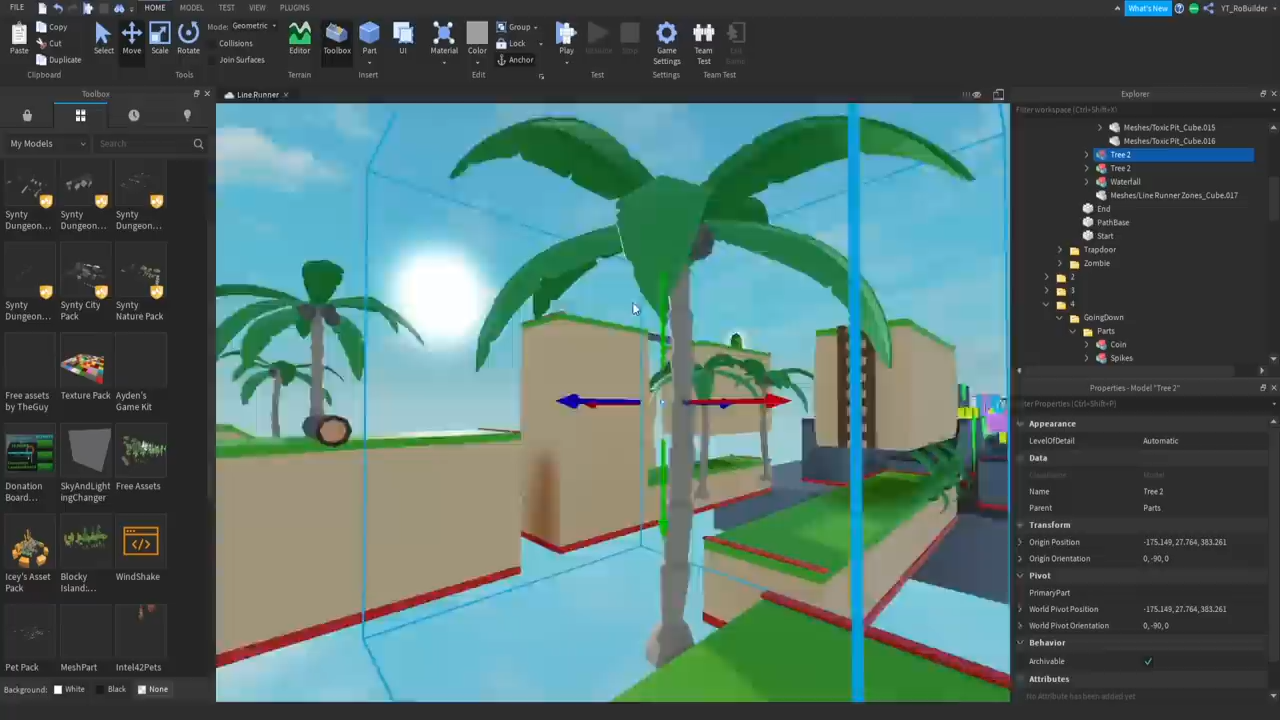 FILE HOME MODEL TEST VIEW PLUGINS What's New YT_RoBuilder
Paste Copy Cut Duplicate Clipboard
Select Move Scale Rotate Mode: Geometric Collisions Join Surfaces Tools
Editor Terrain
Toolbox Part UI Insert
Material Color Group Lock Anchor Edit
Play Stop Test
Game Settings Settings
Team Test Team Test
Toolbox
My Models Search
Synty Dungeon... Synty Dungeon... Synty Dungeon...
Synty Dungeon... Synty City Pack Synty Nature Pack
Free assets by TheGuy Texture Pack Ayden's Game Kit
Donation Board... SkyAndLightingChanger Free Assets
Icey's Asset Pack Blocky Island:... WindShake
Pet Pack MeshPart Intel42Pets
Background: White Black None
Line Runner
Explorer
Filter workspace (Ctrl+Shift+X)
Meshes/Toxic Pit_Cube.015
Meshes/Toxic Pit_Cube.016
Tree 2
Tree 2
Waterfall
Meshes/Line Runner Zones_Cube.017
End
PathBase
Start
Trapdoor
Zombie
2
3
4
GoingDown
Parts
Coin
Spikes
Properties - Model "Tree 2"
Filter Properties (Ctrl+Shift+P)
Appearance
LevelOfDetail Automatic
Data
ClassName Model
Name Tree 2
Parent Parts
Transform
Origin Position -175.149, 27.764, 383.261
Origin Orientation 0, -90, 0
Pivot
PrimaryPart
World Pivot Position -175.149, 27.764, 383.261
World Pivot Orientation 0, -90, 0
Behavior
Archivable
Attributes
No Attribute has been added yet